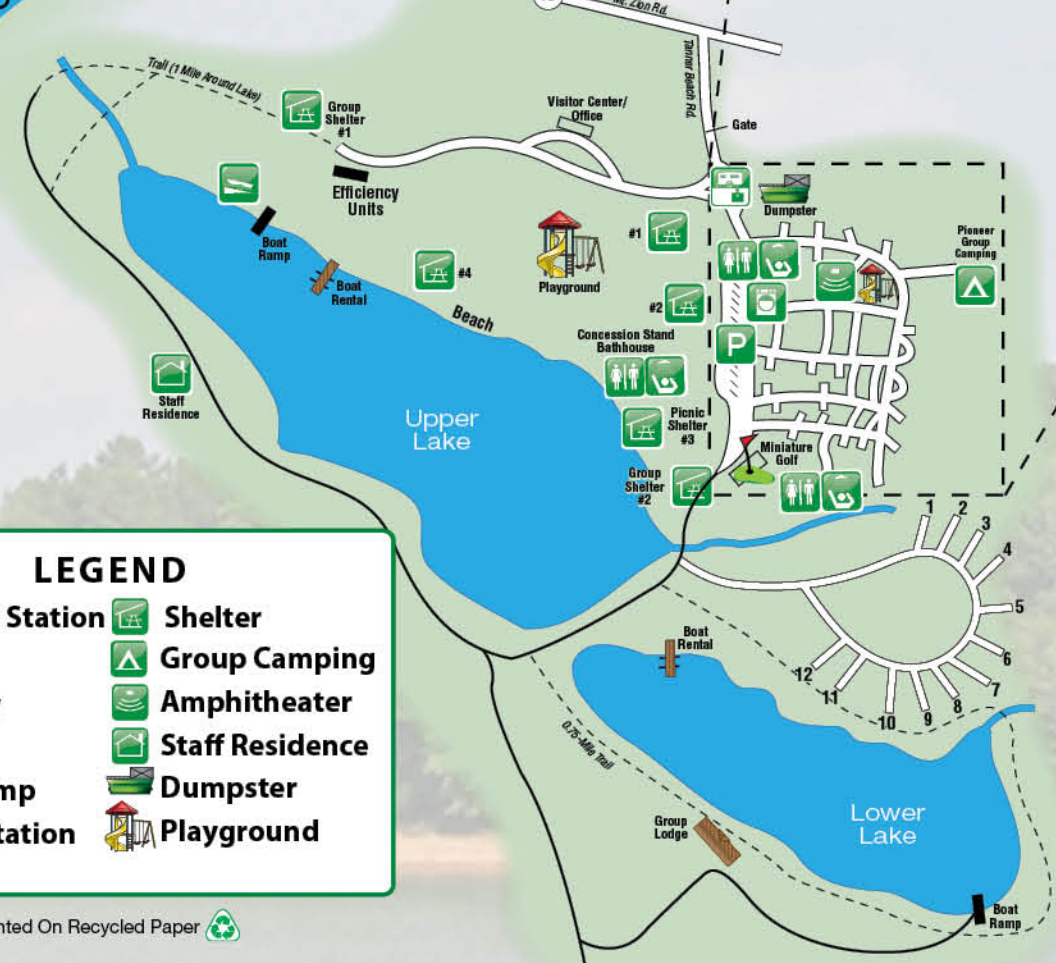 Mt. Zion Rd.
Tanner Beach Rd.
Trail (1 Mile Around Lake)
Group
Shelter
#1
Visitor Center/
Office
Gate
Efficiency
Units
Dumpster
Pioneer
Group
Camping
Boat
Ramp
#1
Boat
Rental
#4
Playground
#2
Beach
Concession Stand
Bathhouse
P
Staff
Residence
Upper
Lake
Picnic
Shelter
#3
Miniature
Golf
Group
Shelter
#2
1
2
3
4
5
6
7
8
9
10
11
12
Boat
Rental
0.75-Mile Trail
Group
Lodge
Lower
Lake
Boat
Ramp
LEGEND
Station
Shelter
Group Camping
Amphitheater
Staff Residence
Dumpster
Playground
mp
tation
nted On Recycled Paper